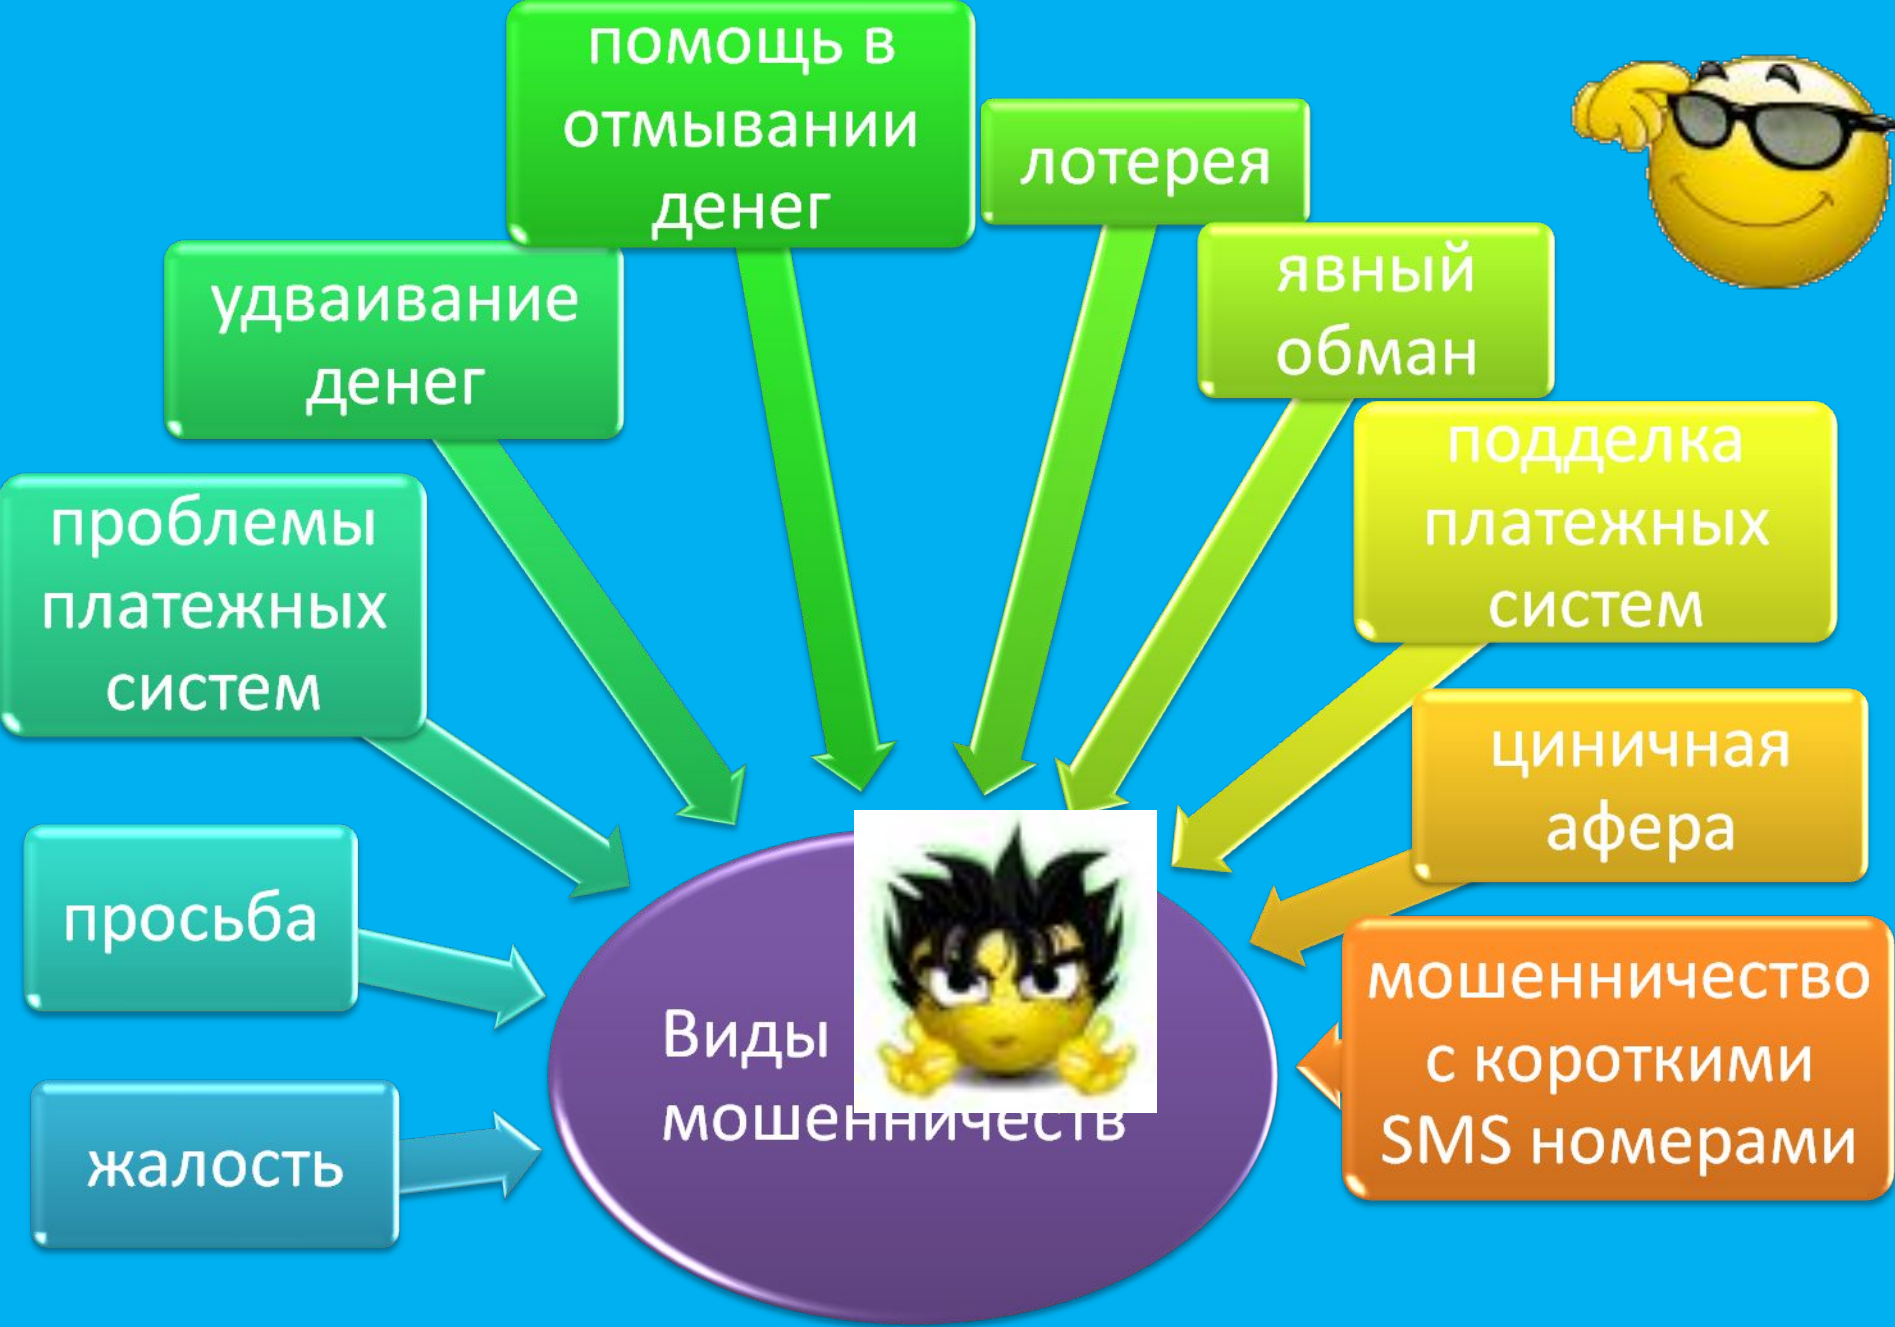 помощь в
отмывании
денег
лотерея
удваивание
денег
явный
обман
проблемы
платежных
систем
подделка
платежных
систем
циничная
афера
просьба
мошенничество
с короткими
SMS номерами
жалость
Виды
мошенничеств